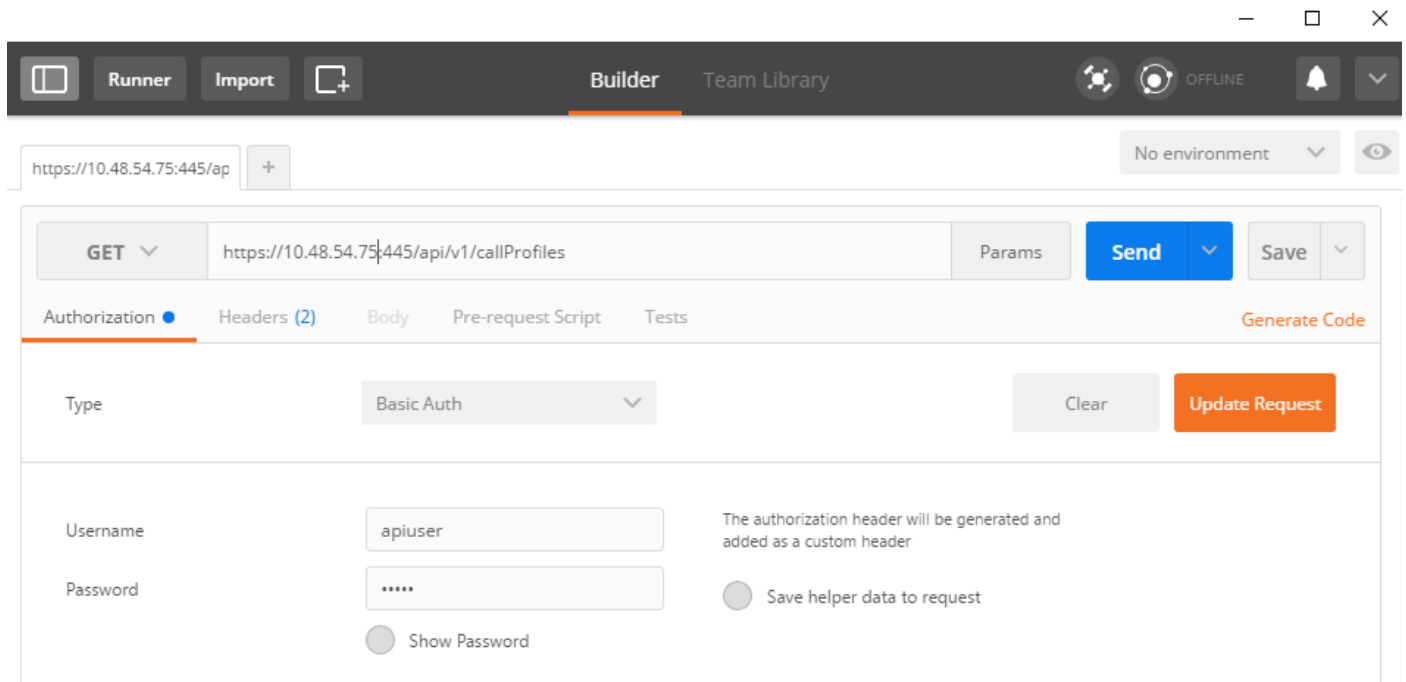 Runner Import Builder Team Library OFFLINE
https://10.48.54.75:445/ap + No environment
GET https://10.48.54.75:445/api/v1/callProfiles Params Send Save
Authorization Headers (2) Body Pre-request Script Tests Generate Code
Type Basic Auth Clear Update Request
Username apiuser The authorization header will be generated and
added as a custom header
Password •••••
Save helper data to request
Show Password